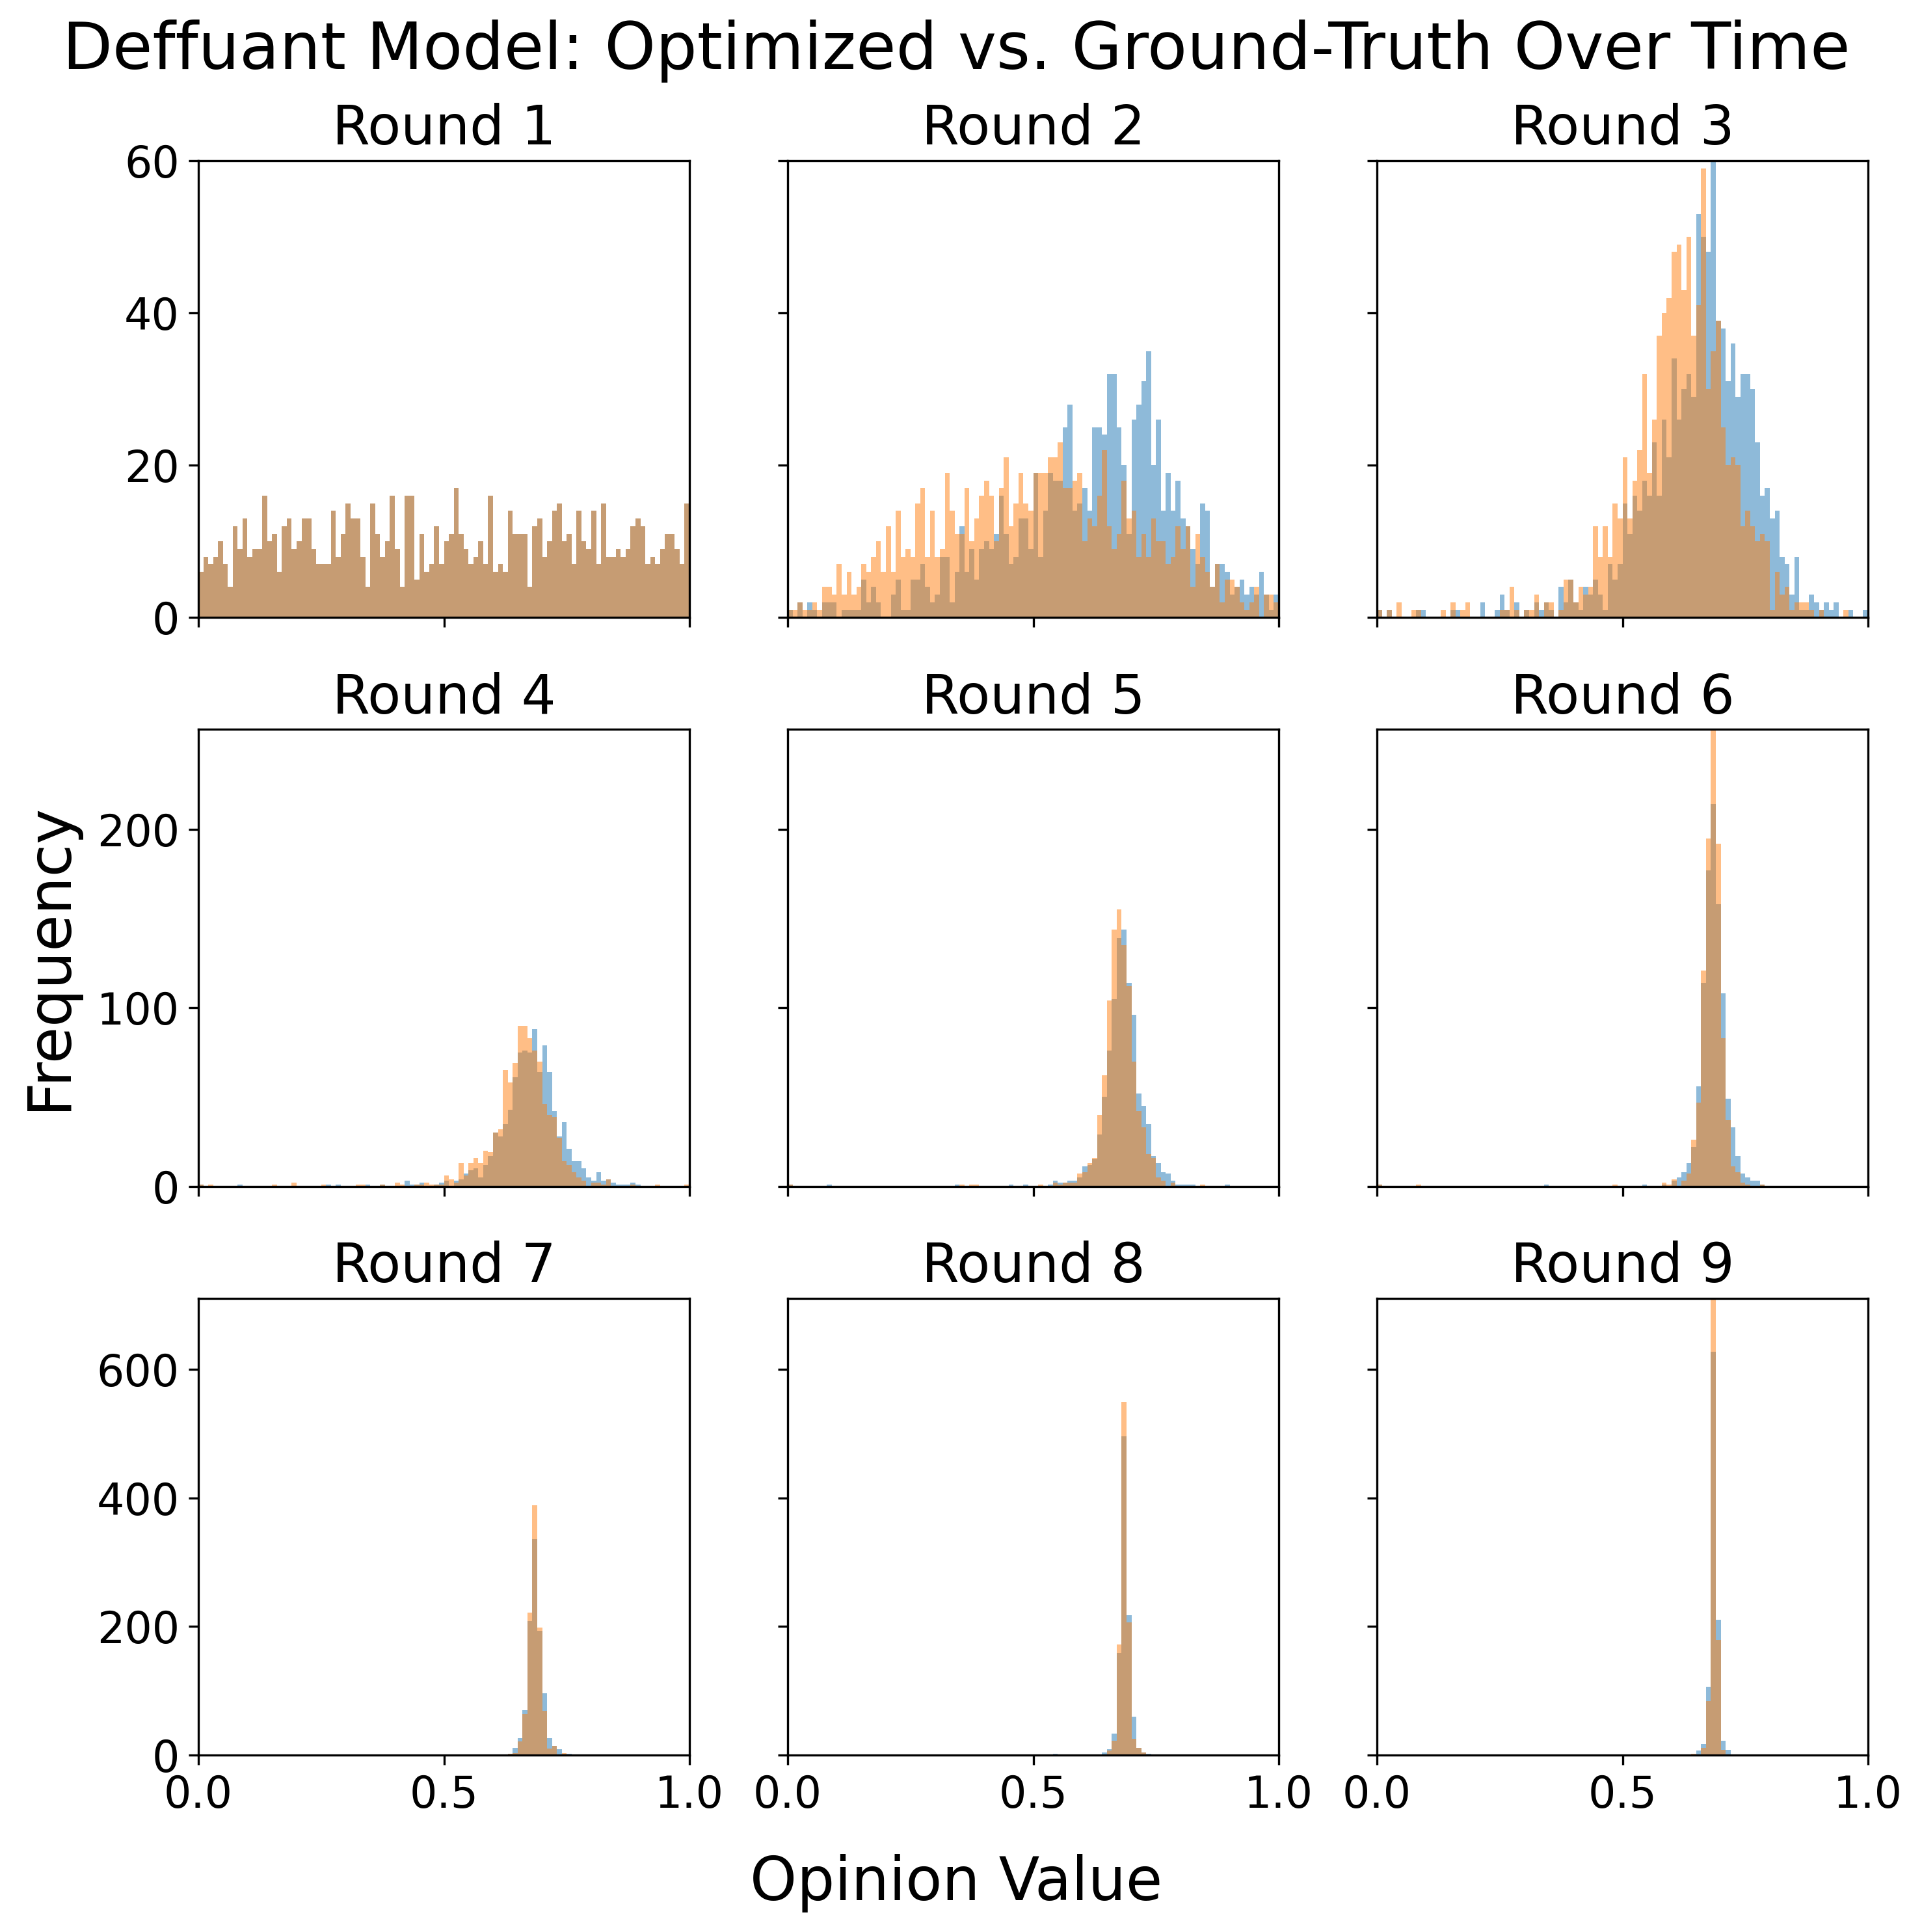 Deffuant Model: Optimized vs. Ground-Truth Over Time
Round 1
Round 2
Round 3
60
40
20
0
Round 4
Round 5
Round 6
200
100
0
Frequency
Round 7
Round 8
Round 9
600
400
200
0
0.0 0.5 1.0 0.0 0.5 1.0 0.0 0.5 1.0
Opinion Value